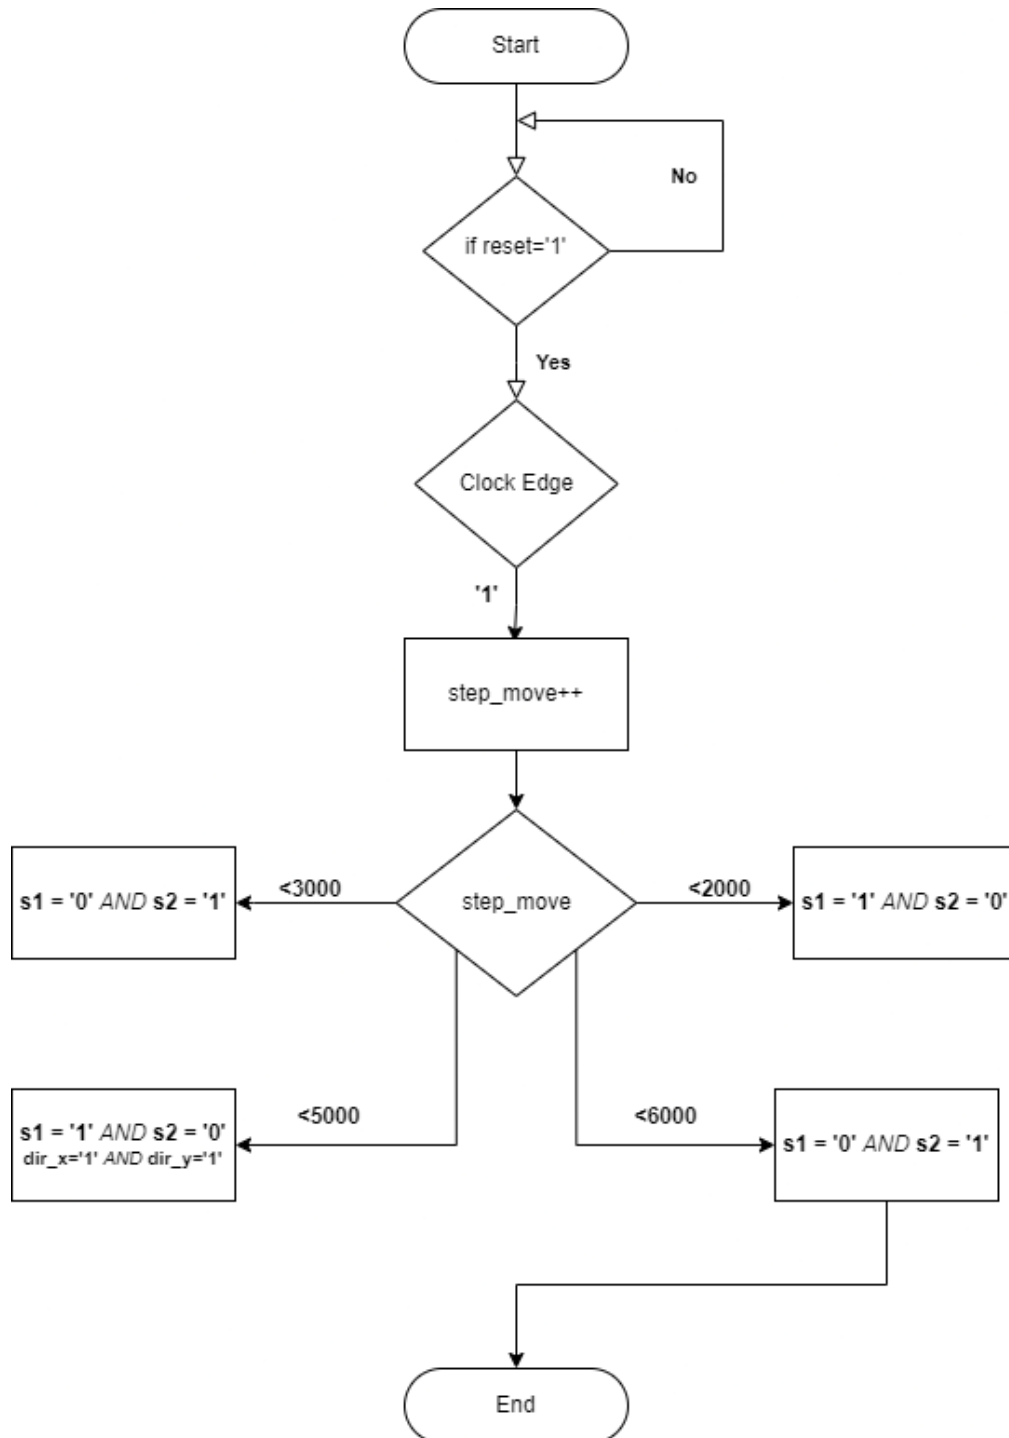 Start
No
if reset='1'
Yes
Clock Edge
'1'
step_move++
<3000
<2000
s1 = '0' AND s2 = '1'
step_move
s1 = '1' AND s2 = '0'
<5000
<6000
s1 = '1' AND s2 = '0'
dir_x='1' AND dir_y='1'
s1 = '0' AND s2 = '1'
End